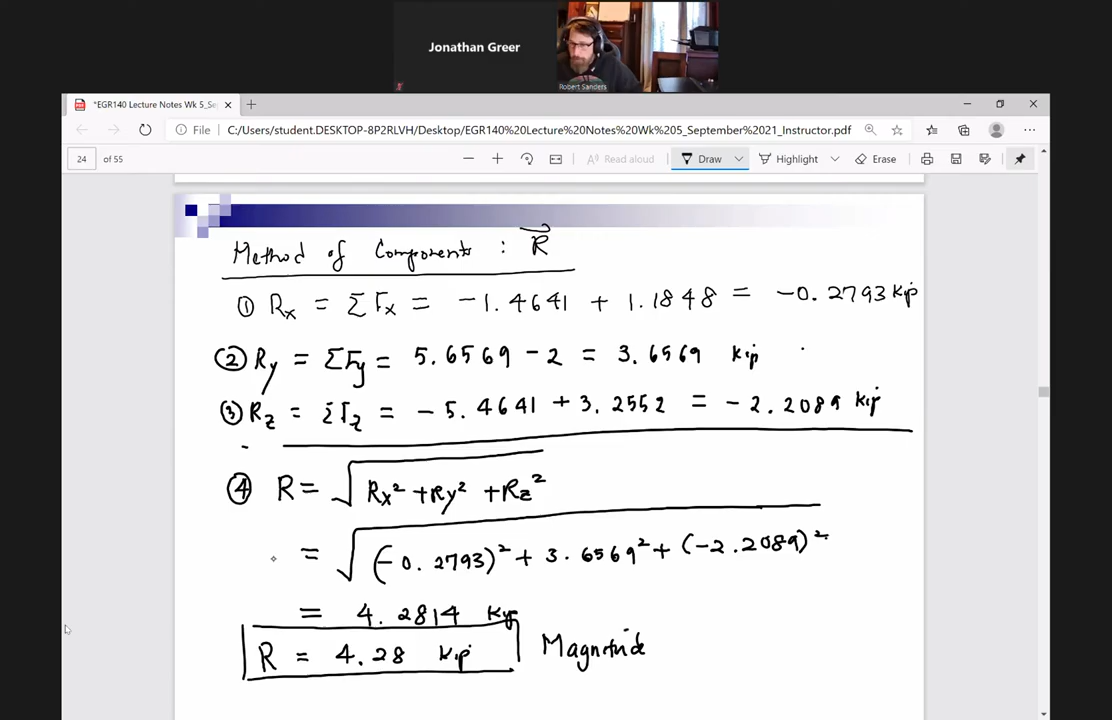 Jonathan Greer
Robert Sanders
*EGR140 Lecture Notes Wk 5_Se
File C:/Users/student.DESKTOP-8P2RLVH/Desktop/EGR140%20Lecture%20Notes%20Wk%205_September%202021_Instructor.pdf
24 of 55 Read aloud Draw Highlight Erase
Method of Components : R⃗
① Rx = ΣFx = -1.4641 + 1.1848 = -0.2793 Kip
② Ry = ΣFy = 5.6569 - 2 = 3.6569 Kip
③ Rz = ΣFz = -5.4641 + 3.2552 = -2.2089 Kip
④ R = √(Rx² + Ry² + Rz²)
= √((-0.2793)² + 3.6569² + (-2.2089)²)
= 4.2814 Kip
R = 4.28 Kip Magnitude